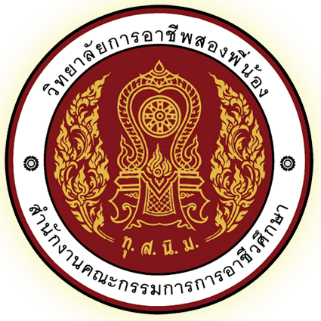 วิทยาลัยการอาชีพสองพี่น้อง
กุ ส. นิ. ม.
สำนักงานคณะกรรมการการอาชีวศึกษา